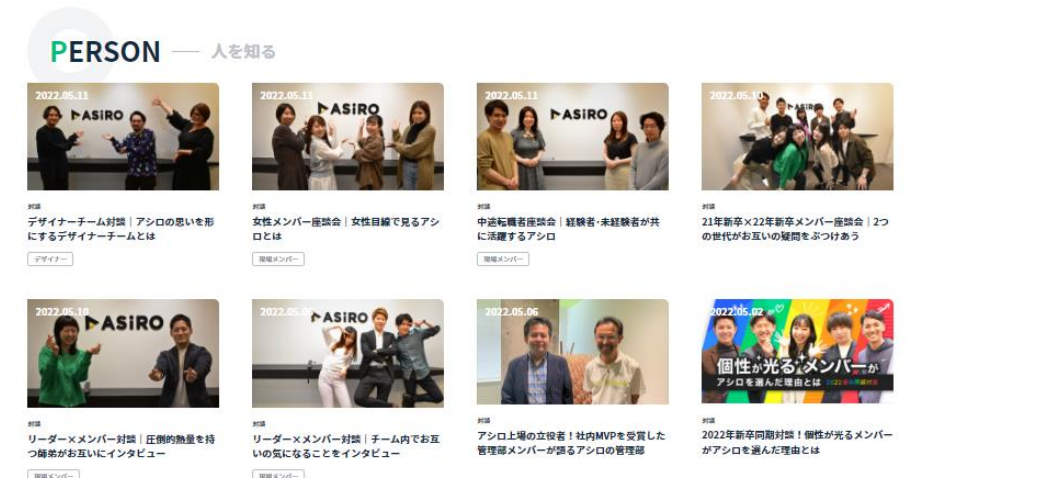 PERSON
人を知る
2022.05.11
ASiRO
2022.05.11
ASiRO
2022.05.11
ASiRO
2022.05.10
ASiRO
対談
対談
対談
対談
デザイナーチーム対談｜アシロの思いを形
にするデザイナーチームとは
女性メンバー座談会｜女性目線で見るアシ
ロとは
中途転職者座談会｜経験者・未経験者が共
に活躍するアシロ
21年新卒×22年新卒メンバー座談会｜2つ
の世代がお互いの疑問をぶつけあう
デザイナー
現場メンバー
現場メンバー
2022.05.10
ASiRO
2022.05.06
ASiRO
2022.05.06
2022.05.02
個性が光るメンバーが
アシロを選んだ理由とは
対談
対談
対談
対談
リーダー×メンバー対談｜圧倒的熱量を持
つ師弟がお互いにインタビュー
リーダー×メンバー対談｜チーム内でお互
いの気になることをインタビュー
アシロ上場の立役者！社内MVPを受賞した
管理部メンバーが語るアシロの管理部
2022年新卒同期対談！個性が光るメンバー
がアシロを選んだ理由とは
現場メンバー
現場メンバー